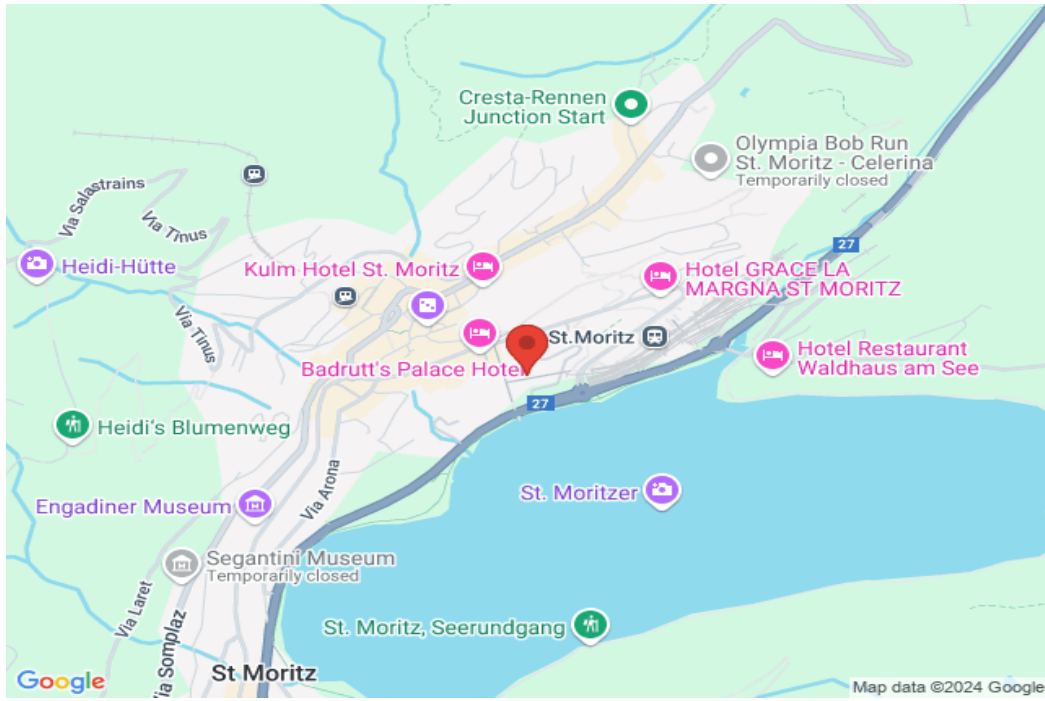 Cresta-Rennen
Junction Start
Olympia Bob Run
St. Moritz - Celerina
Temporarily closed
Via Salastrains
Via Tinus
27
Heidi-Hütte
Kulm Hotel St. Moritz
Hotel GRACE LA
MARGNA ST MORITZ
Via Tinus
St.Moritz
Hotel Restaurant
Waldhaus am See
Badrutt's Palace Hotel
27
Heidi's Blumenweg
Via Arona
St. Moritzer
Engadiner Museum
Segantini Museum
Temporarily closed
Via Laret
Via Somplaz
St. Moritz, Seerundgang
St Moritz
Google
Map data ©2024 Google